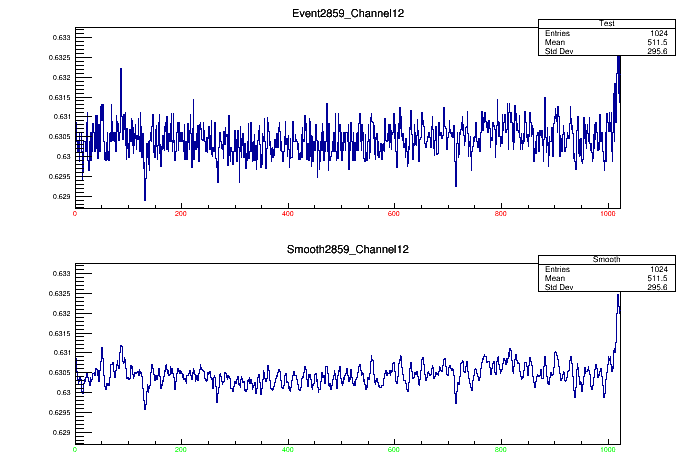 Event2859_Channel12
Test
Entries 1024
Mean 511.5
Std Dev 295.6
0.633
0.6325
0.632
0.6315
0.631
0.6305
0.63
0.6295
0.629
0 200 400 600 800 1000
Smooth2859_Channel12
Smooth
Entries 1024
Mean 511.5
Std Dev 295.6
0.633
0.6325
0.632
0.6315
0.631
0.6305
0.63
0.6295
0.629
0 200 400 600 800 1000